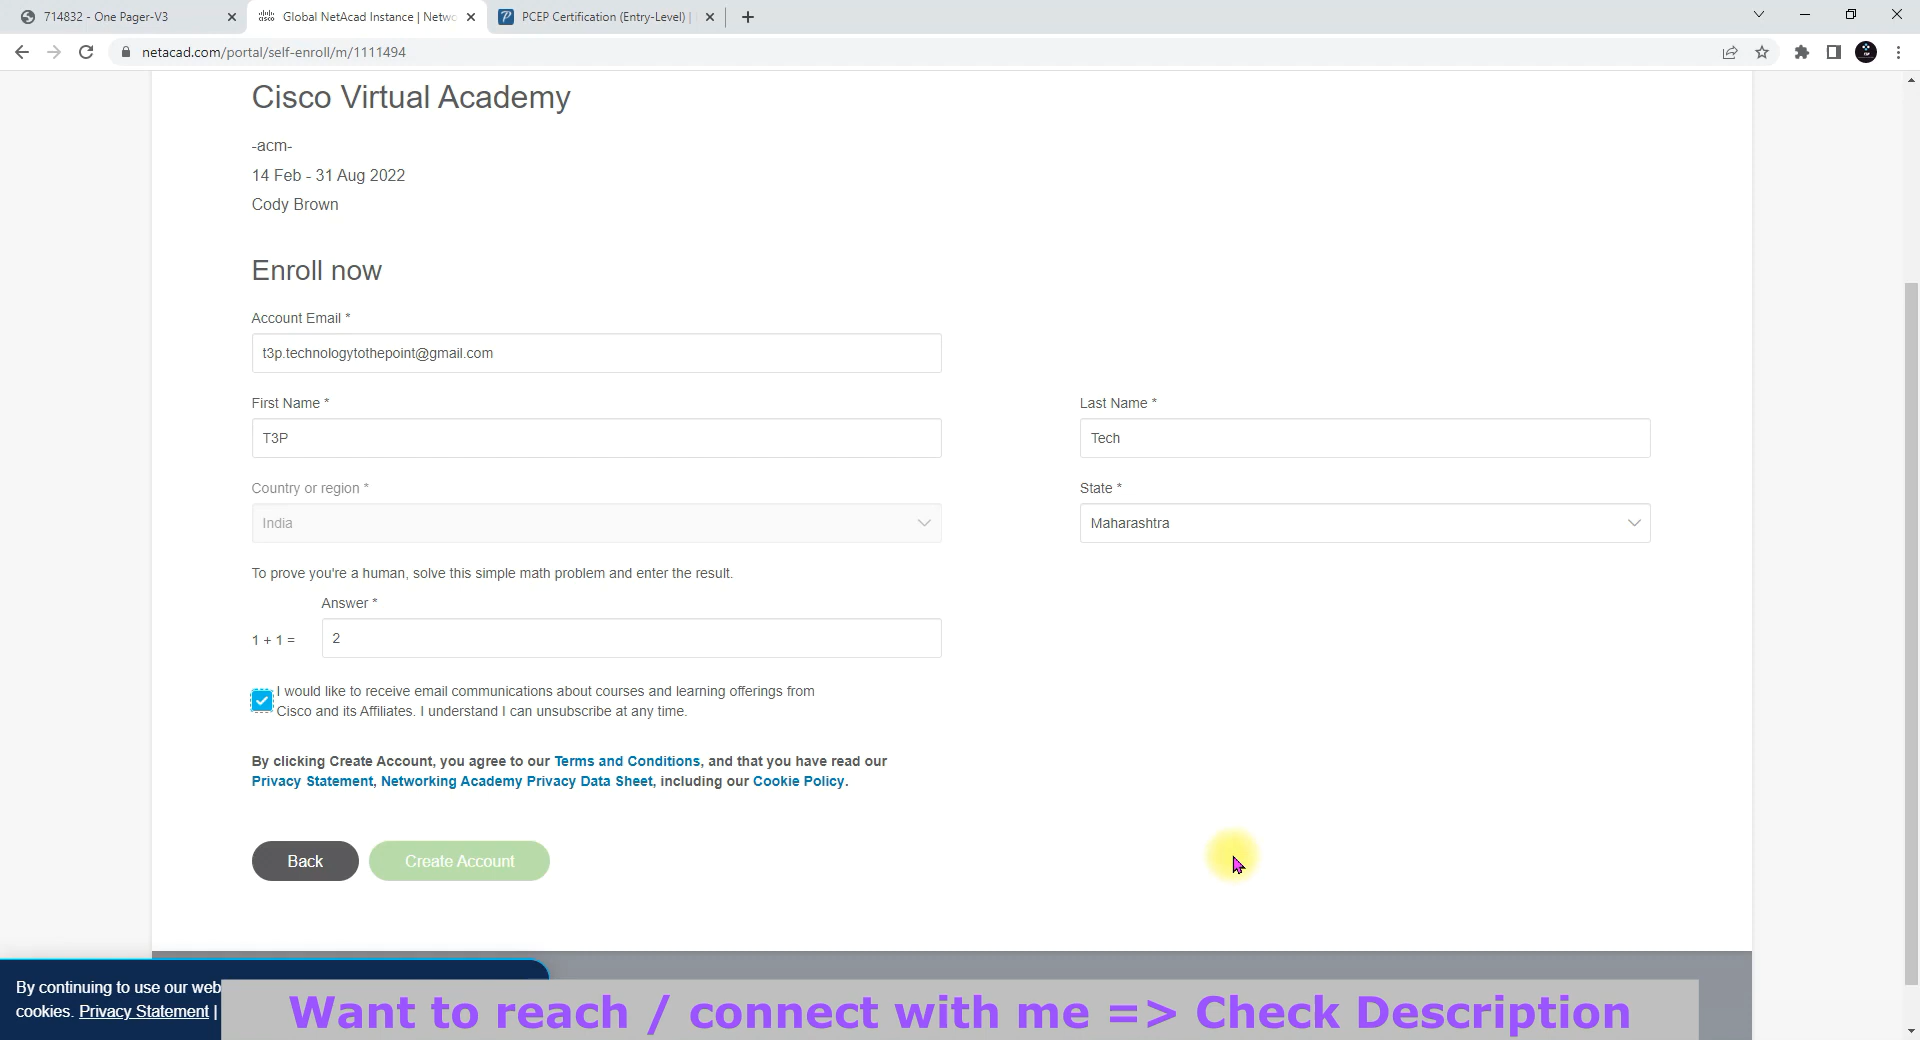 714832 - One Pager-V3
Global NetAcad Instance | Netwo
PCEP Certification (Entry-Level) |
netacad.com/portal/self-enroll/m/1111494
Cisco Virtual Academy
-acm-
14 Feb - 31 Aug 2022
Cody Brown
Enroll now
Account Email *
t3p.technologytothepoint@gmail.com
First Name *
Last Name *
T3P
Tech
Country or region *
State *
India
Maharashtra
To prove you're a human, solve this simple math problem and enter the result.
Answer *
1 + 1 =
2
I would like to receive email communications about courses and learning offerings from
Cisco and its Affiliates. I understand I can unsubscribe at any time.
By clicking Create Account, you agree to our Terms and Conditions, and that you have read our
Privacy Statement, Networking Academy Privacy Data Sheet, including our Cookie Policy.
Back
Create Account
By continuing to use our web
cookies. Privacy Statement |
Want to reach / connect with me => Check Description